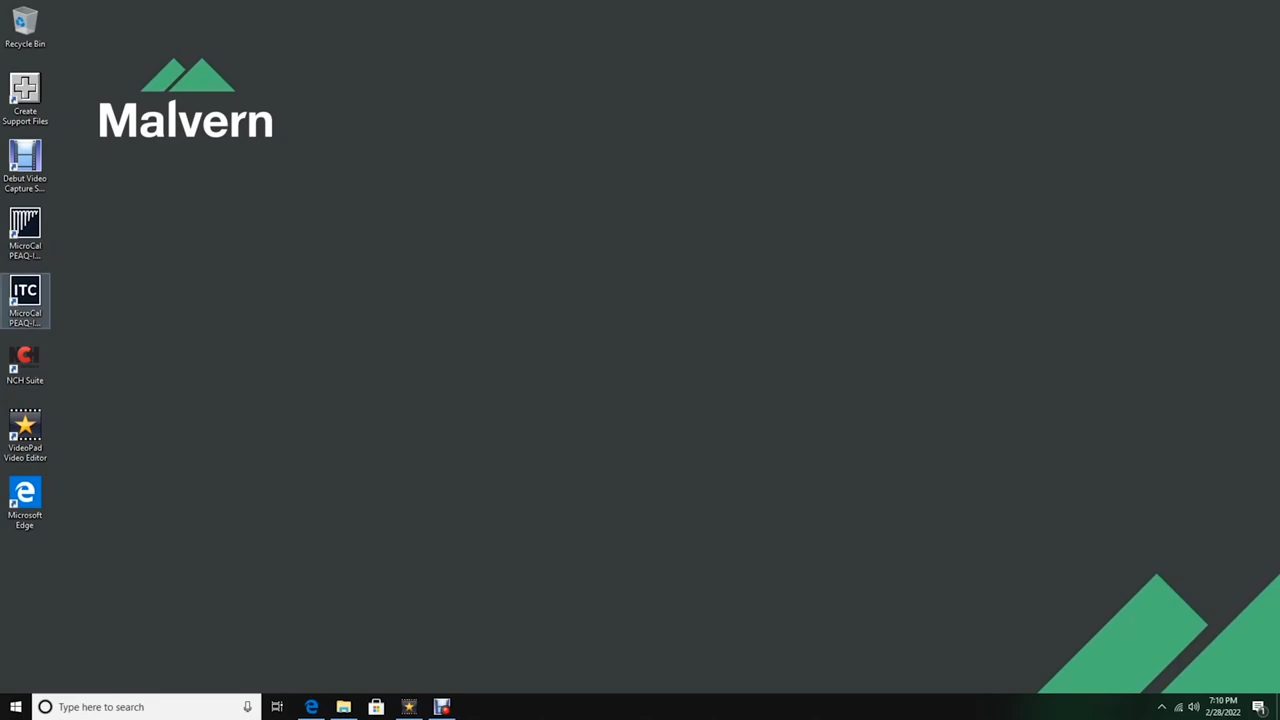 Recycle Bin
Create
Support Files
Debut Video
Capture S...
MicroCal
PEAQ-I...
ITC
MicroCal
PEAQ-I...
NCH Suite
VideoPad
Video Editor
Microsoft
Edge
Malvern
Type here to search
7:10 PM
2/28/2022
1